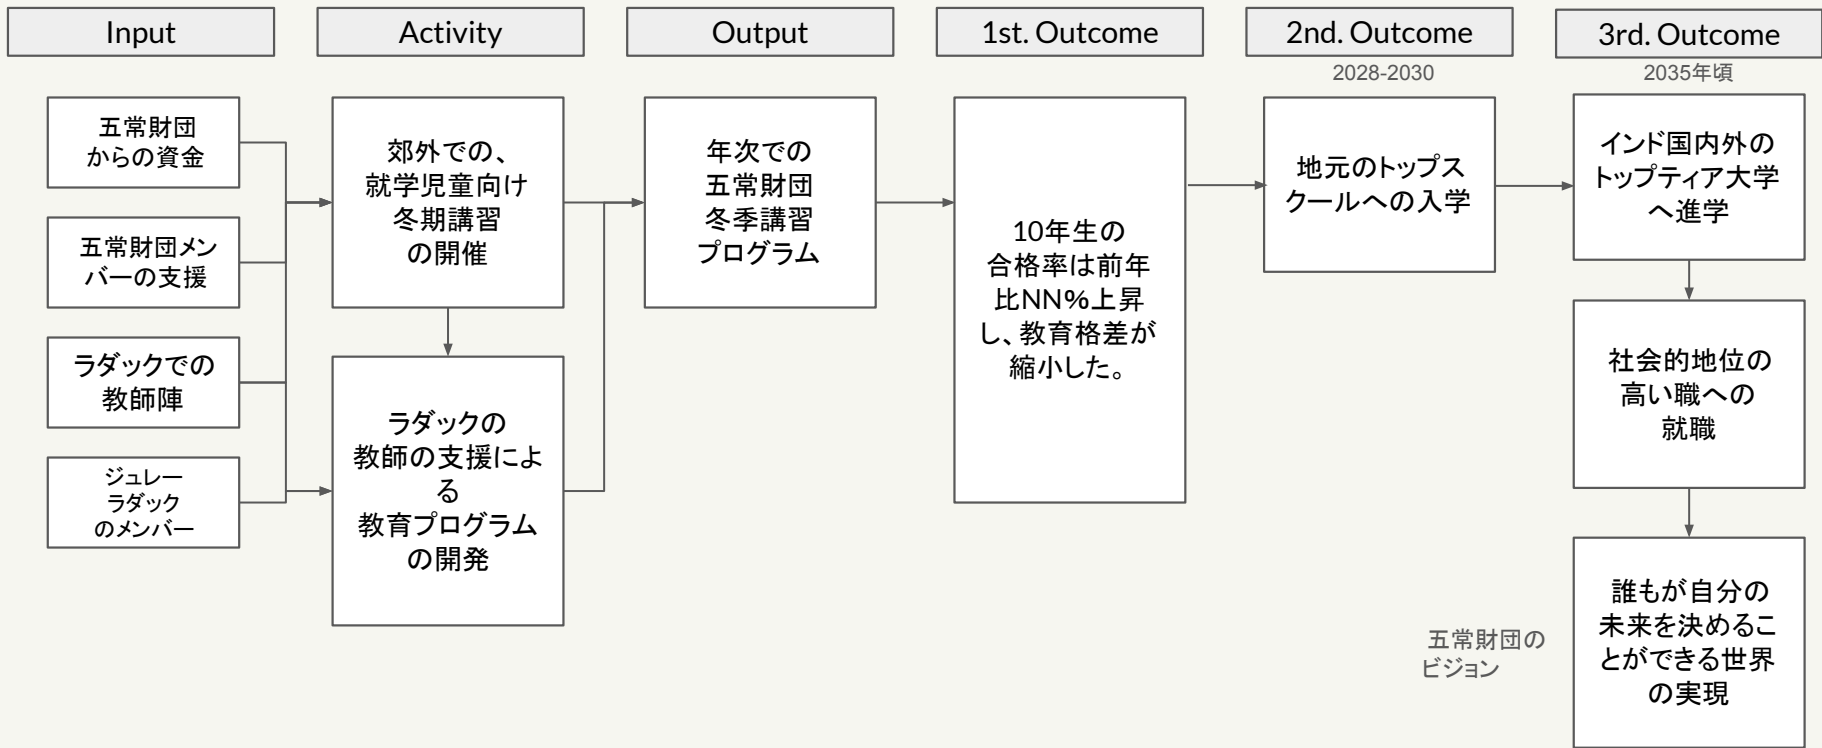 Input
Activity
Output
1st. Outcome
2nd. Outcome
3rd. Outcome
2028-2030
2035年頃
五常財団
からの資金
五常財団メン
バーの支援
ラダックでの
教師陣
ジュレー
ラダック
のメンバー
郊外での、
就学児童向け
冬期講習
の開催
ラダックの
教師の支援によ
る
教育プログラム
の開発
年次での
五常財団
冬季講習
プログラム
10年生の
合格率は前年
比NN%上昇
し、教育格差が
縮小した。
地元のトップス
クールへの入学
インド国内外の
トップティア大学
へ進学
社会的地位の
高い職への
就職
五常財団の
ビジョン
誰もが自分の
未来を決めるこ
とができる世界
の実現